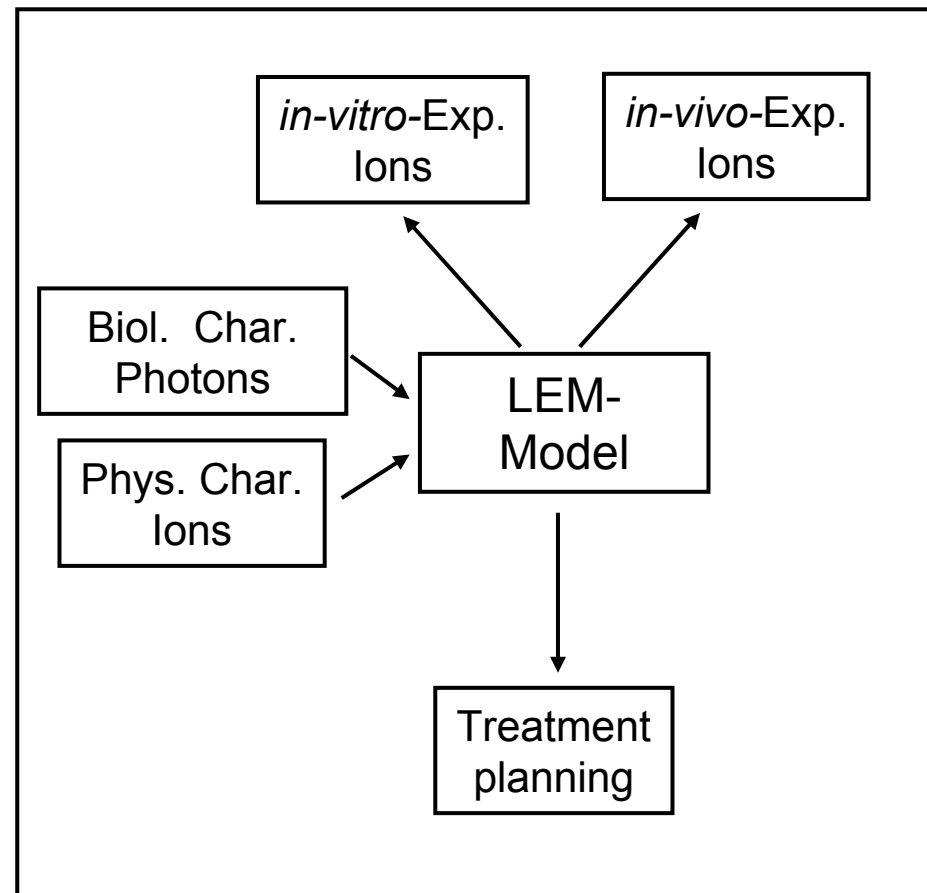 in-vitro-Exp.
Ions
in-vivo-Exp.
Ions
Biol. Char.
Photons
Phys. Char.
Ions
LEM-
Model
Treatment
planning